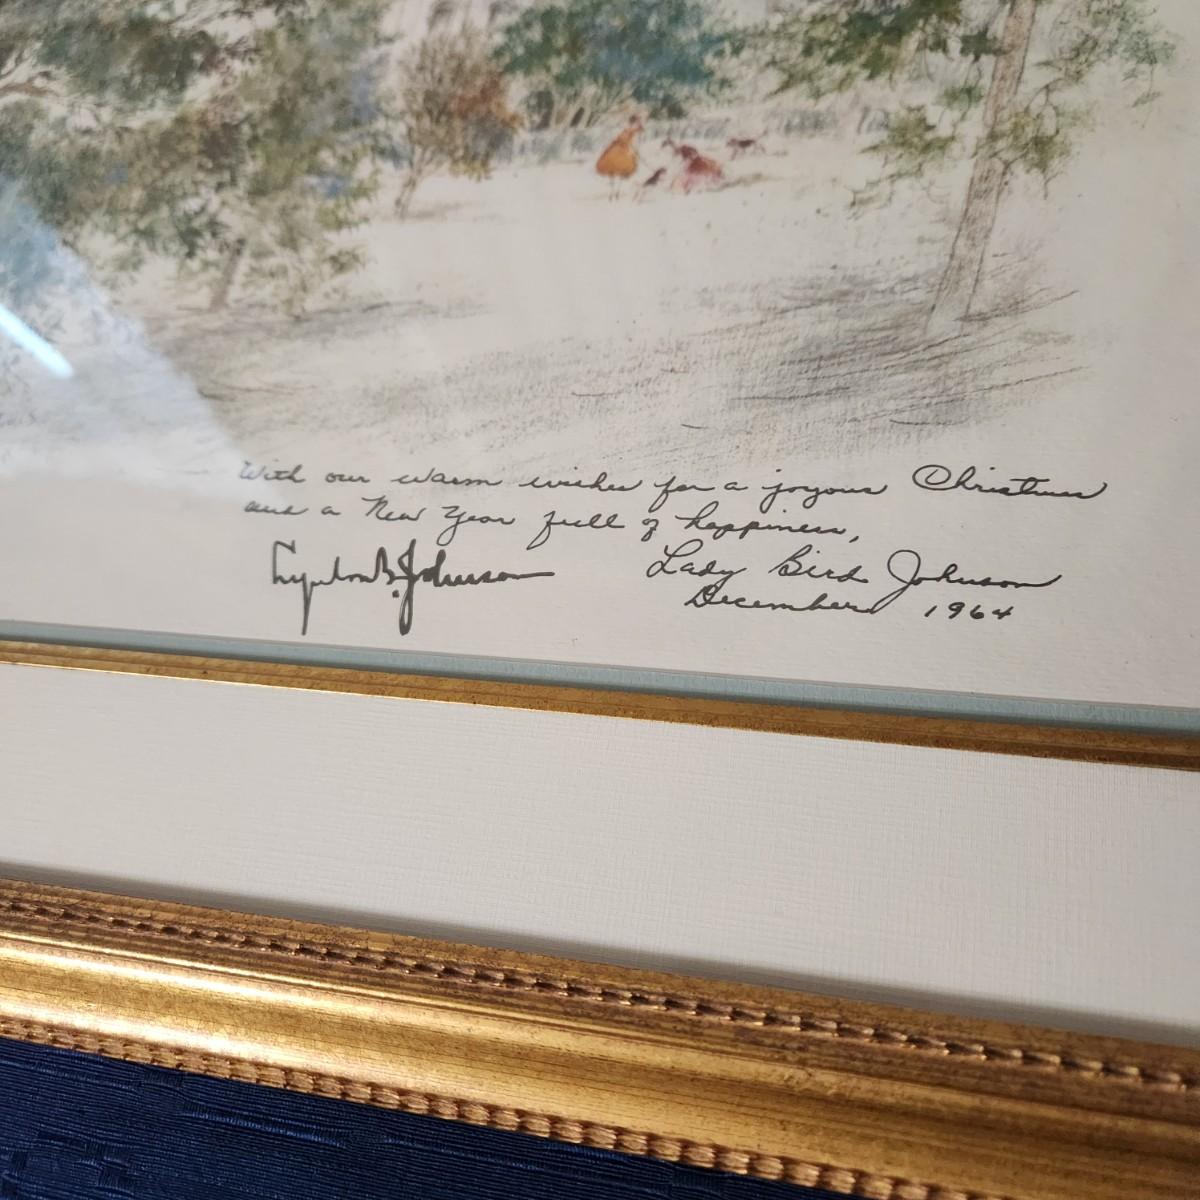 With our warm wishes for a joyous Christmas
and a New Year full of happiness,
Lyndon B. Johnson
Lady Bird Johnson
December 1964